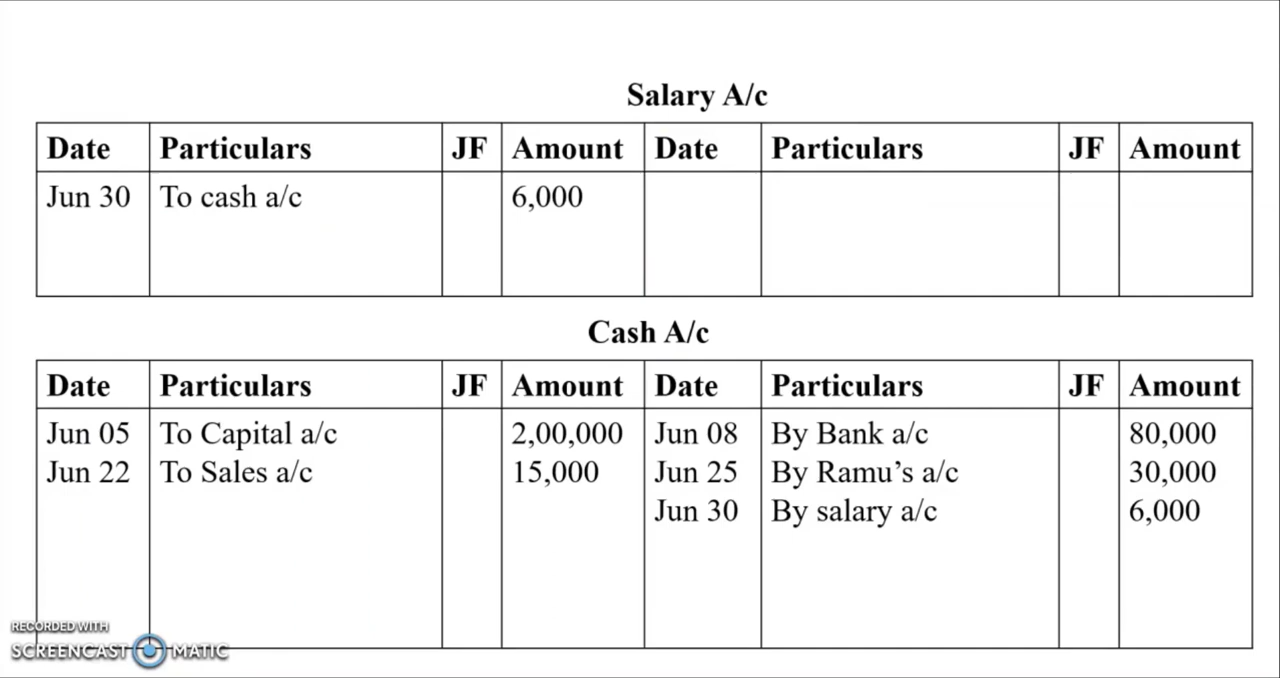 Salary A/c
Date Particulars JF Amount Date Particulars JF Amount
Jun 30 To cash a/c 6,000
Cash A/c
Date Particulars JF Amount Date Particulars JF Amount
Jun 05 To Capital a/c 2,00,000 Jun 08 By Bank a/c 80,000
Jun 22 To Sales a/c 15,000 Jun 25 By Ramu’s a/c 30,000
Jun 30 By salary a/c 6,000
RECORDED WITH
SCREENCAST MATIC